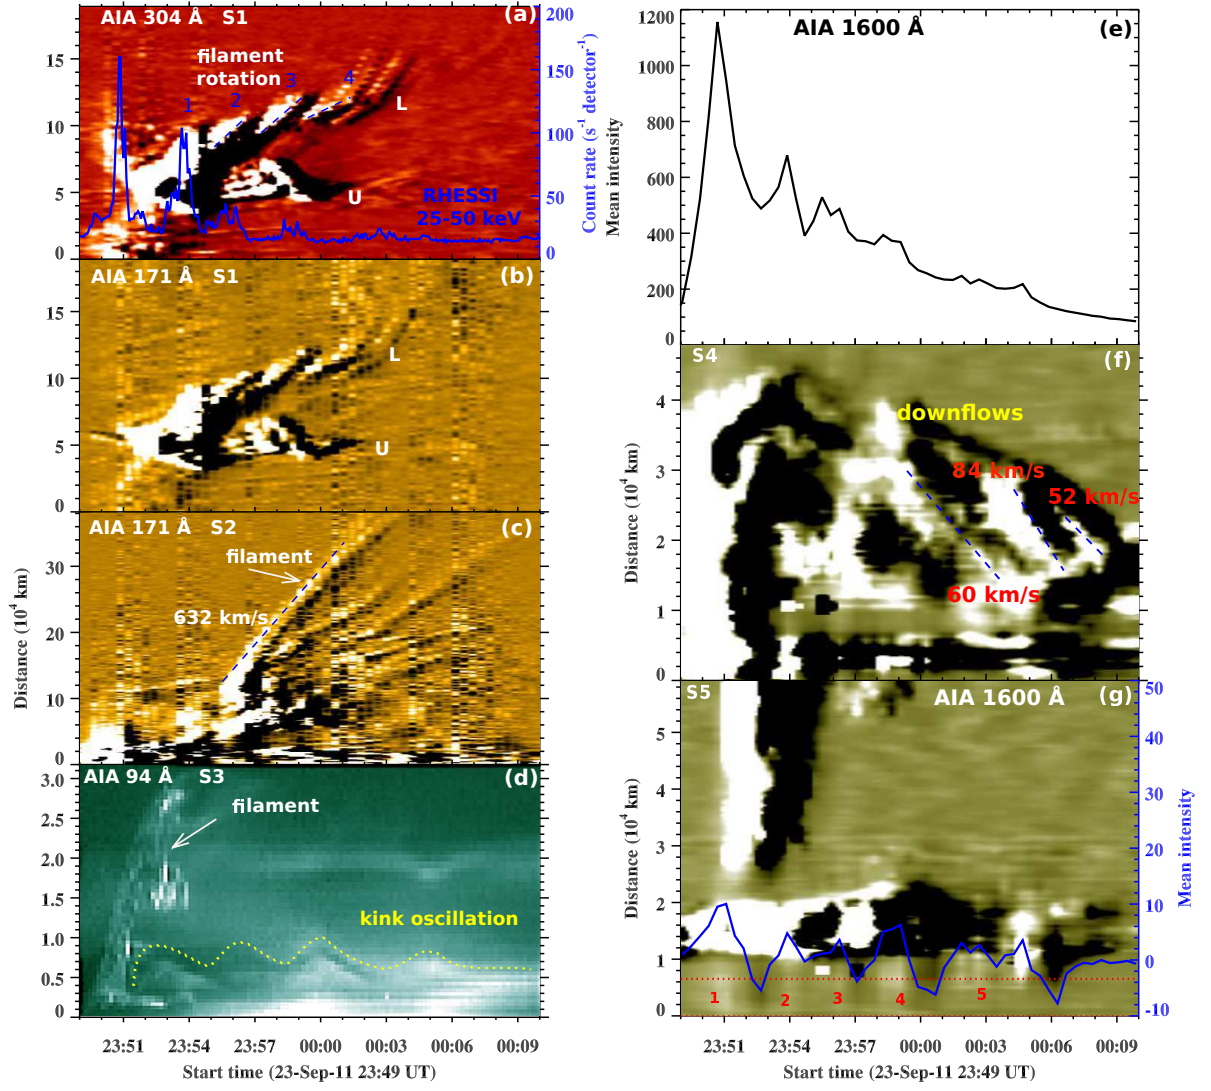 AIA 304 Å S1
(a)
filament
rotation
1
2
3
4
L
U
RHESSI
25-50 keV
15
10
5
0
200
150
100
50
0
Count rate (s⁻¹ detector⁻¹)
AIA 171 Å S1
(b)
L
U
15
10
5
0
AIA 171 Å S2
(c)
filament
632 km/s
30
20
10
0
Distance (10⁴ km)
AIA 94 Å S3
(d)
filament
kink oscillation
3.0
2.5
2.0
1.5
1.0
0.5
0
23:51 23:54 23:57 00:00 00:03 00:06 00:09
Start time (23-Sep-11 23:49 UT)
AIA 1600 Å
(e)
1200
1000
800
600
400
200
0
Mean intensity
S4
(f)
downflows
84 km/s
52 km/s
60 km/s
4
3
2
1
0
Distance (10⁴ km)
S5
AIA 1600 Å
(g)
5
4
3
2
1
0
Distance (10⁴ km)
50
40
30
20
10
0
-10
Mean intensity
1
2
3
4
5
23:51 23:54 23:57 00:00 00:03 00:06 00:09
Start time (23-Sep-11 23:49 UT)